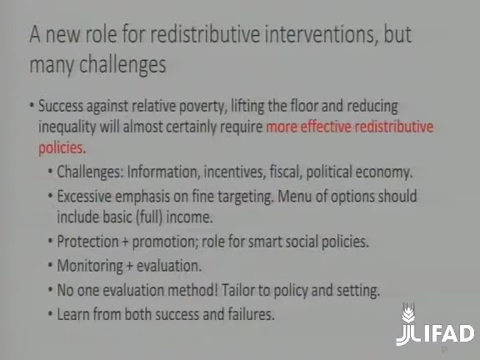 A new role for redistributive interventions, but
many challenges
• Success against relative poverty, lifting the floor and reducing
inequality will almost certainly require more effective redistributive
policies.
• Challenges: Information, incentives, fiscal, political economy.
• Excessive emphasis on fine targeting. Menu of options should
include basic (full) income.
• Protection + promotion; role for smart social policies.
• Monitoring + evaluation.
• No one evaluation method! Tailor to policy and setting.
• Learn from both success and failures.
JLIFAD